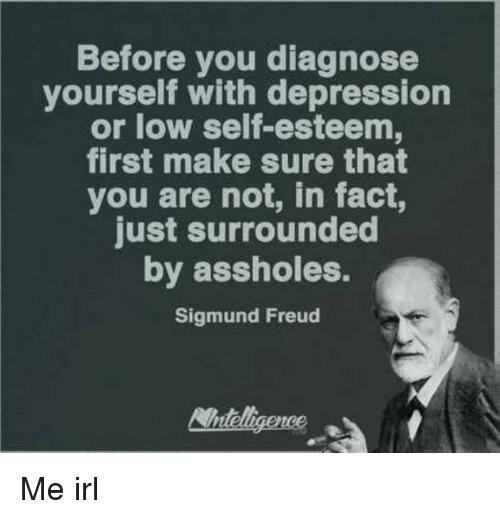 Before you diagnose
yourself with depression
or low self-esteem,
first make sure that
you are not, in fact,
just surrounded
by assholes.
Sigmund Freud
Me irl